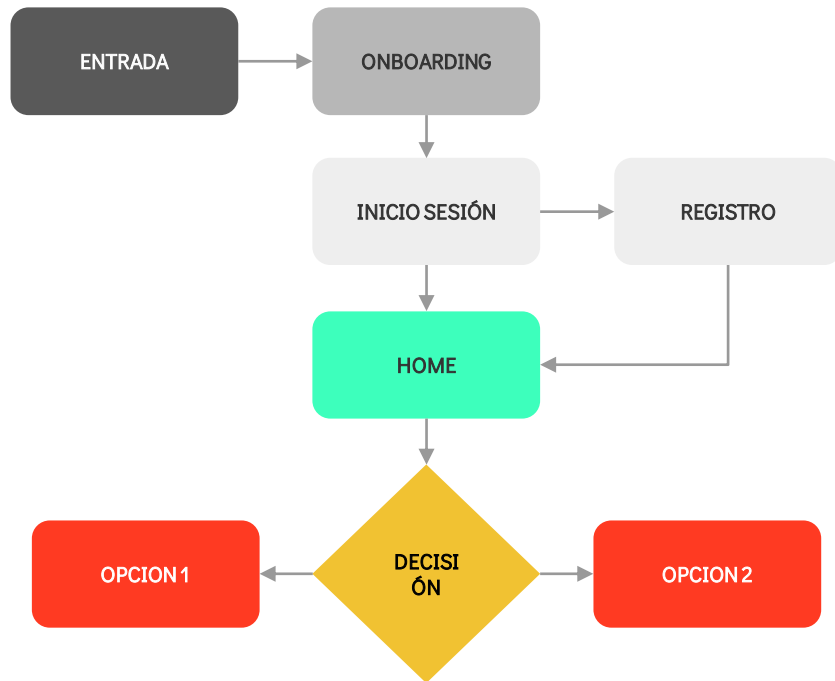 ENTRADA
ONBOARDING
INICIO SESIÓN
REGISTRO
HOME
DECISI
ÓN
OPCION 1
OPCION 2